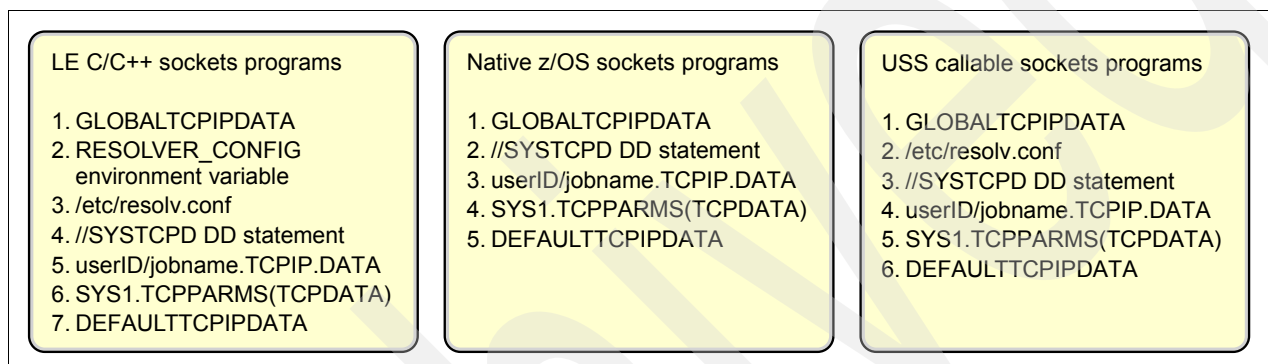 LE C/C++ sockets programs
1. GLOBALTCPIPDATA
2. RESOLVER_CONFIG
environment variable
3. /etc/resolv.conf
4. //SYSTCPD DD statement
5. userID/jobname.TCPIP.DATA
6. SYS1.TCPPARMS(TCPDATA)
7. DEFAULTTCPIPDATA
Native z/OS sockets programs
1. GLOBALTCPIPDATA
2. //SYSTCPD DD statement
3. userID/jobname.TCPIP.DATA
4. SYS1.TCPPARMS(TCPDATA)
5. DEFAULTTCPIPDATA
USS callable sockets programs
1. GLOBALTCPIPDATA
2. /etc/resolv.conf
3. //SYSTCPD DD statement
4. userID/jobname.TCPIP.DATA
5. SYS1.TCPPARMS(TCPDATA)
6. DEFAULTTCPIPDATA